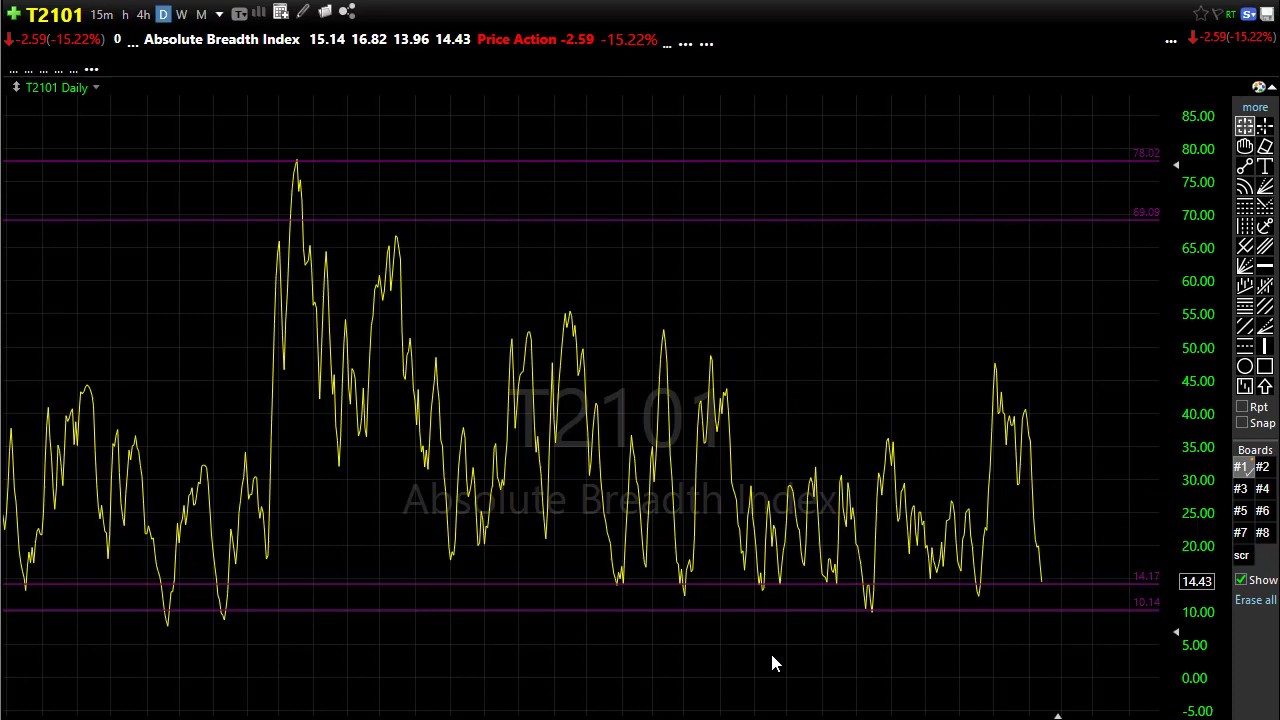 T2101 15m h 4h D W M T RT S
-2.59(-15.22%) 0 ... Absolute Breadth Index 15.14 16.82 13.96 14.43 Price Action -2.59 -15.22% ... ... ... ... -2.59(-15.22%)
... ... ... ... ... ...
T2101 Daily
more
85.00
80.00
78.02
75.00
70.00
69.09
65.00
60.00
55.00
50.00
45.00
40.00
35.00
30.00
25.00
20.00
14.17
14.43
10.14
10.00
5.00
0.00
-5.00
T2101
Absolute Breadth Index
T
Rpt
Snap
Boards
#1 #2
#3 #4
#5 #6
#7 #8
scr
Show
Erase all